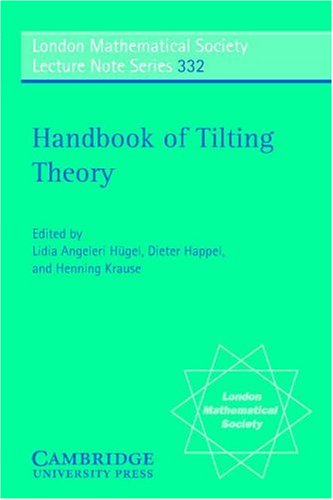 London Mathematical Society
Lecture Note Series 332
Handbook of Tilting
Theory
Edited by
Lidia Angeleri Hügel, Dieter Happel,
and Henning Krause
London
Mathematical
Society
CAMBRIDGE
UNIVERSITY PRESS